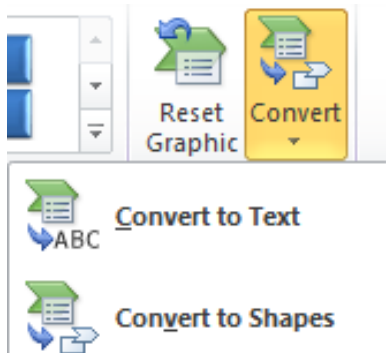 Reset Convert
Graphic
ABC Convert to Text
Convert to Shapes